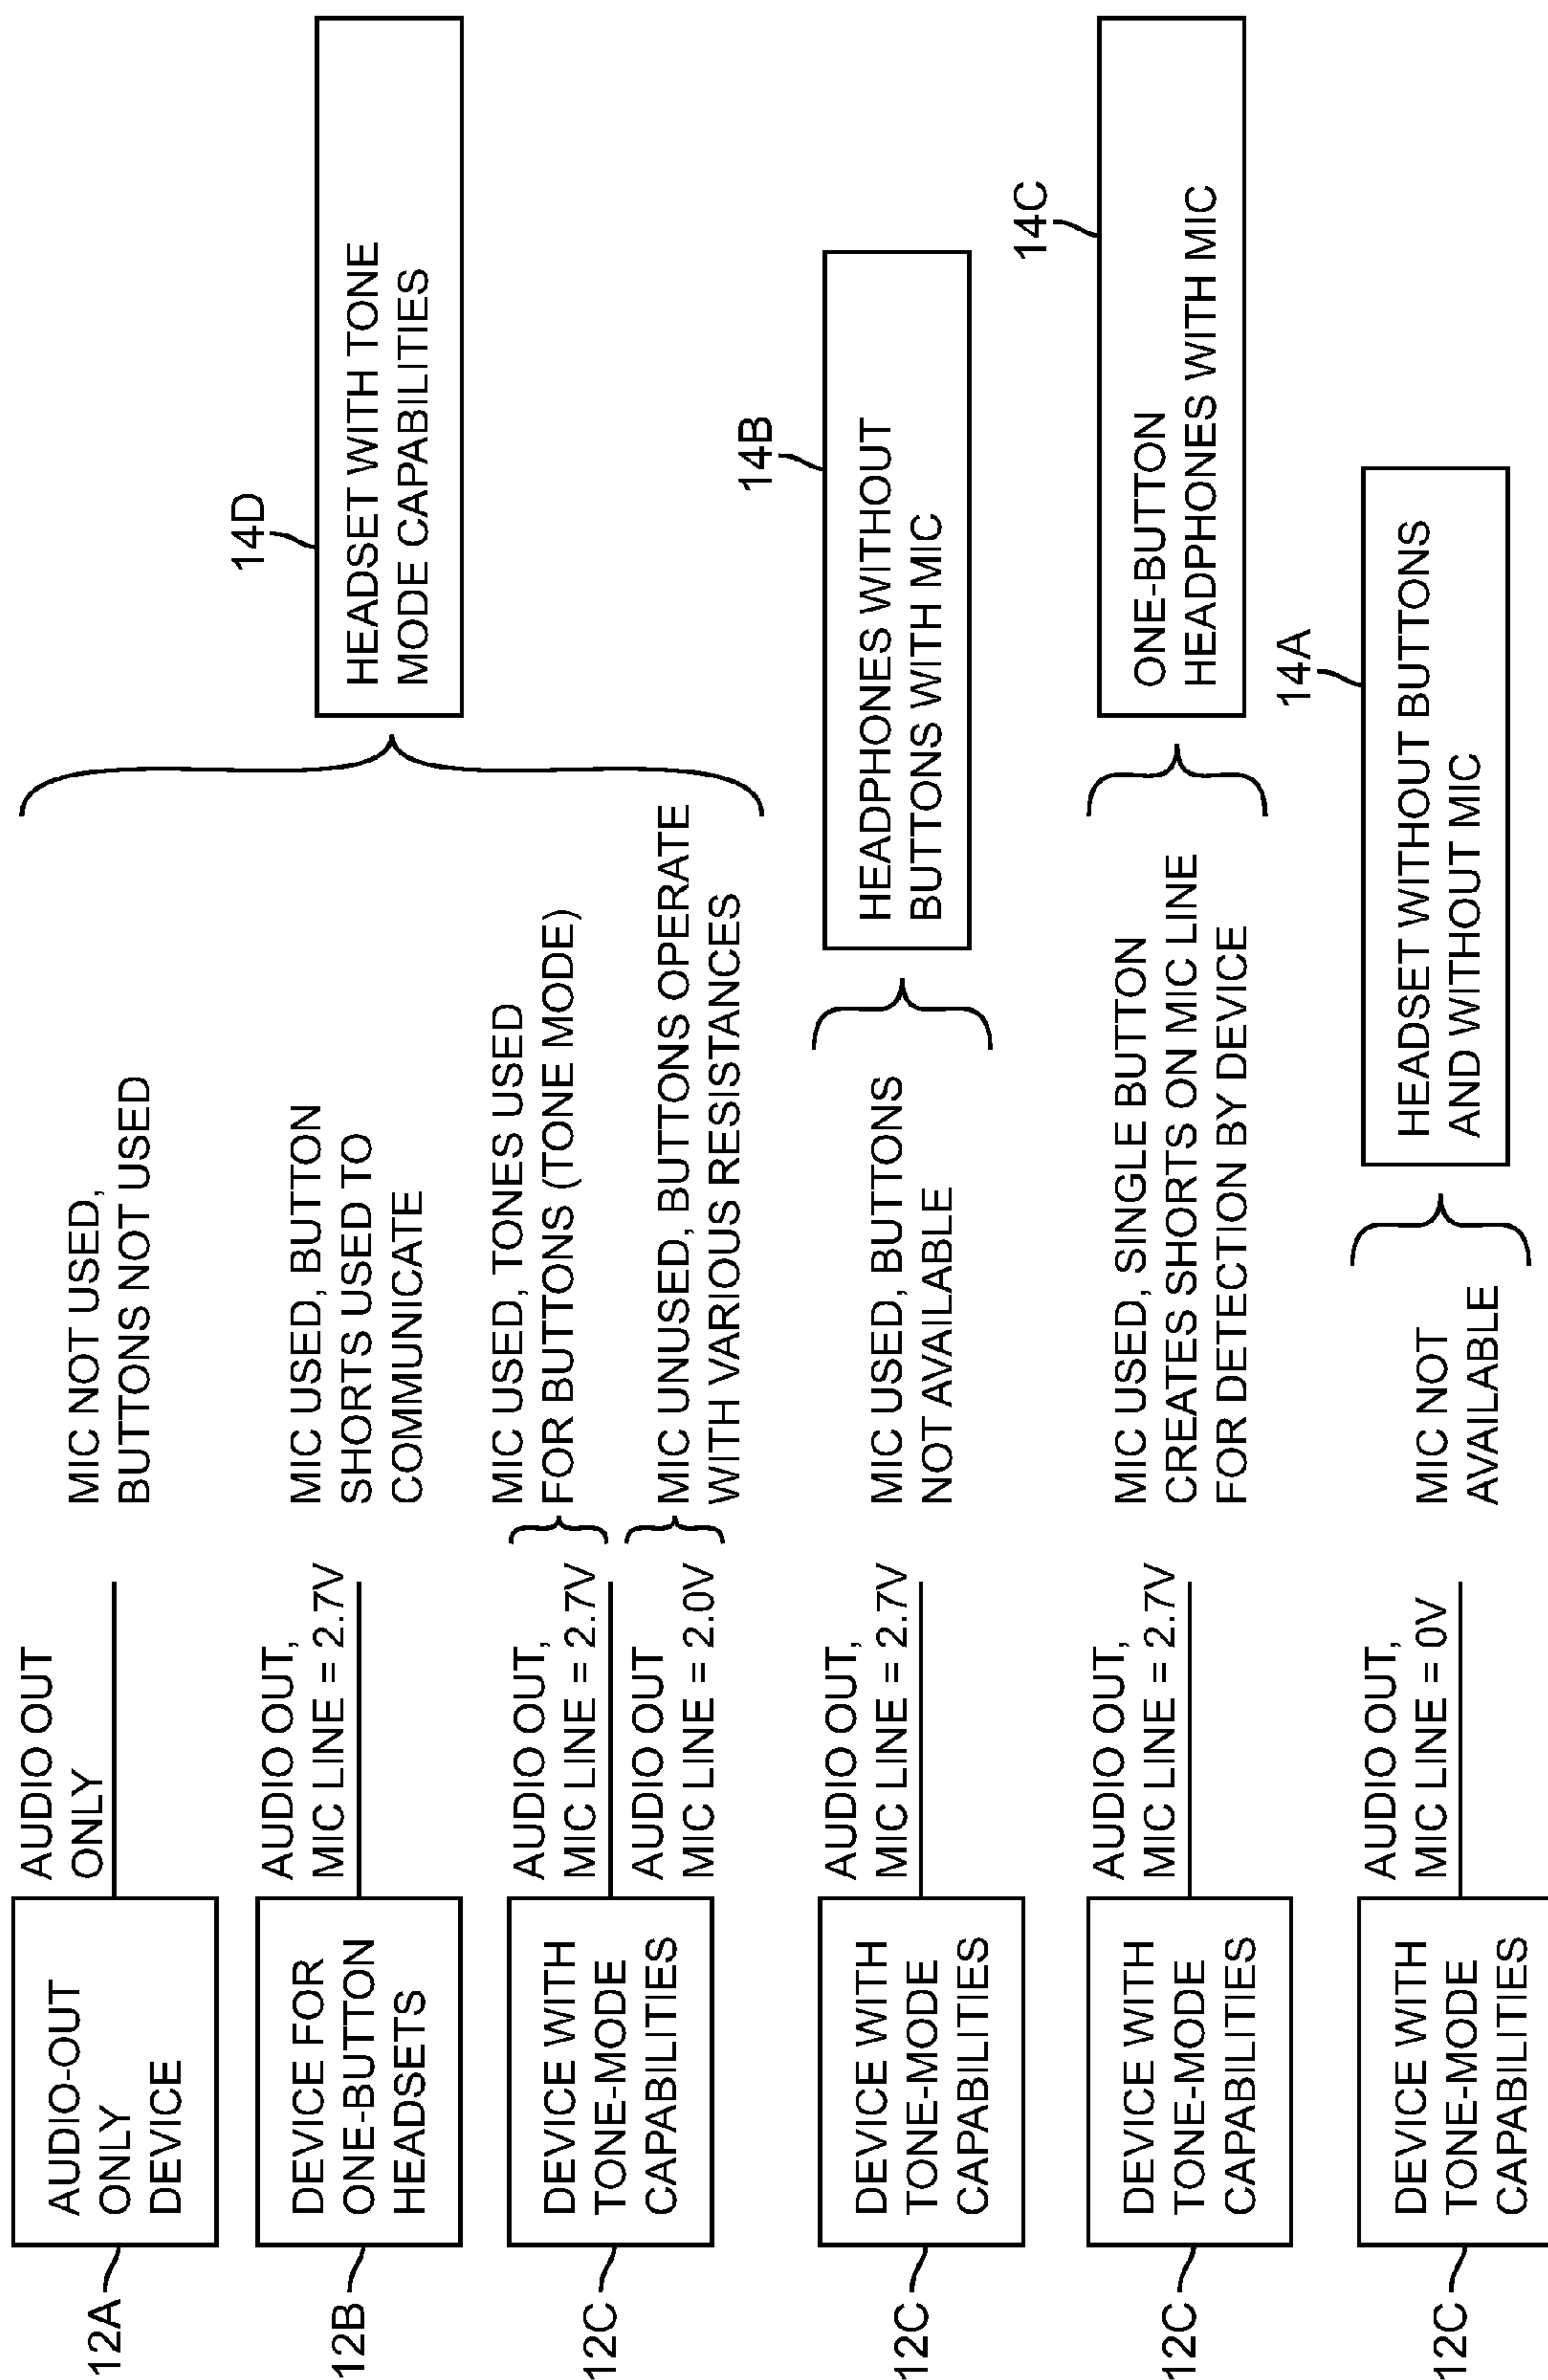 12A
AUDIO-OUT
ONLY
DEVICE
AUDIO OUT
ONLY
MIC NOT USED,
BUTTONS NOT USED
12B
DEVICE FOR
ONE-BUTTON
HEADSETS
AUDIO OUT,
MIC LINE = 2.7V
MIC USED, BUTTON
SHORTS USED TO
COMMUNICATE
12C
DEVICE WITH
TONE-MODE
CAPABILITIES
AUDIO OUT,
MIC LINE = 2.7V
AUDIO OUT
MIC LINE = 2.0V
MIC USED, TONES USED
FOR BUTTONS (TONE MODE)
MIC UNUSED, BUTTONS OPERATE
WITH VARIOUS RESISTANCES
14D
HEADSET WITH TONE
MODE CAPABILITIES
12C
DEVICE WITH
TONE-MODE
CAPABILITIES
AUDIO OUT,
MIC LINE = 2.7V
MIC USED, BUTTONS
NOT AVAILABLE
14B
HEADPHONES WITHOUT
BUTTONS WITH MIC
12C
DEVICE WITH
TONE-MODE
CAPABILITIES
AUDIO OUT,
MIC LINE = 2.7V
MIC USED, SINGLE BUTTON
CREATES SHORTS ON MIC LINE
FOR DETECTION BY DEVICE
14C
ONE-BUTTON
HEADPHONES WITH MIC
12C
DEVICE WITH
TONE-MODE
CAPABILITIES
AUDIO OUT,
MIC LINE = 0V
MIC NOT
AVAILABLE
14A
HEADSET WITHOUT BUTTONS
AND WITHOUT MIC